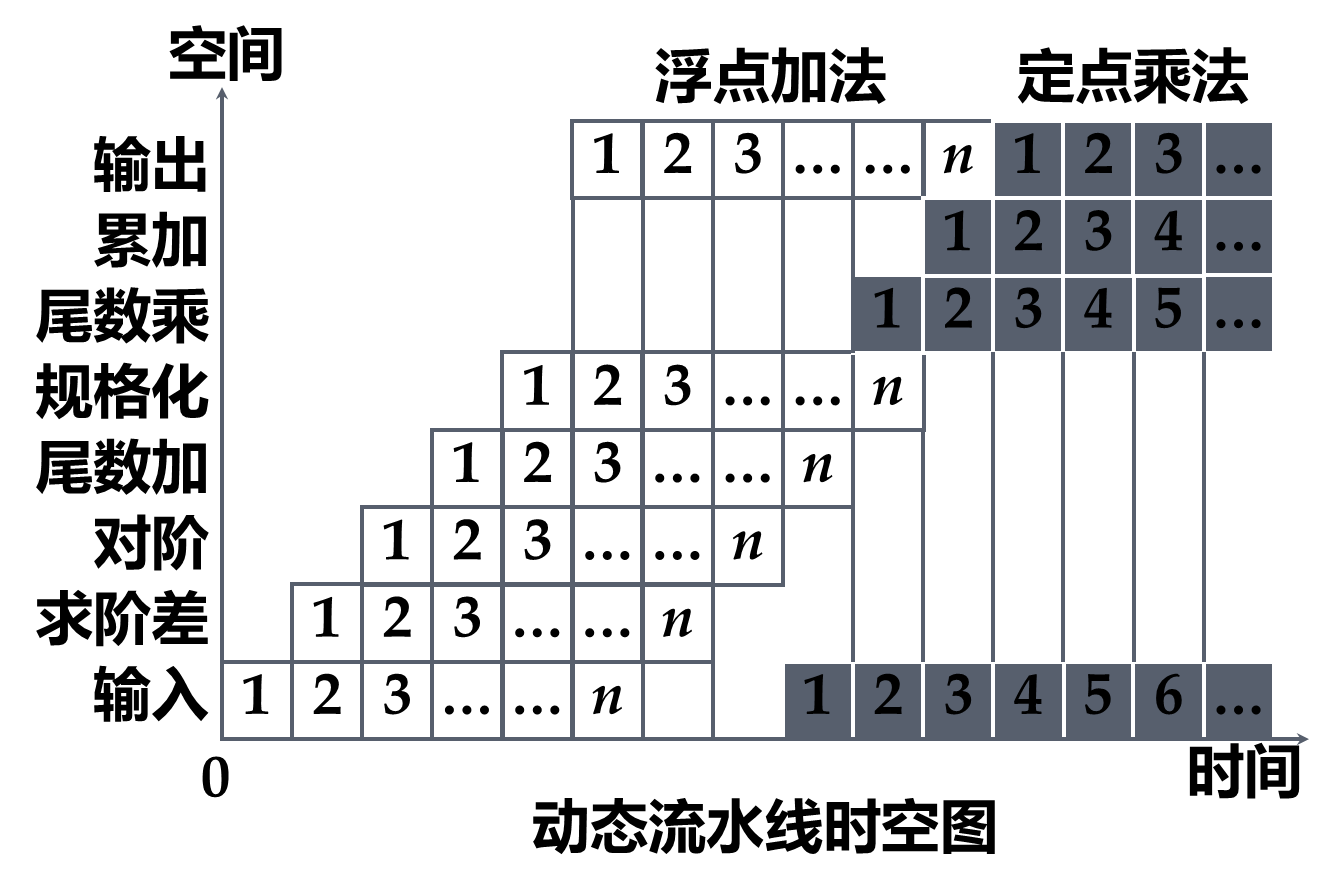 空间
浮点加法 定点乘法
输出 1 2 3 … … n 1 2 3 …
累加 1 2 3 4 …
尾数乘 1 2 3 4 5 …
规格化 1 2 3 … … n
尾数加 1 2 3 … … n
对阶 1 2 3 … … n
求阶差 1 2 3 … … n
输入 1 2 3 … … n 1 2 3 4 5 6 …
0 时间
动态流水线时空图